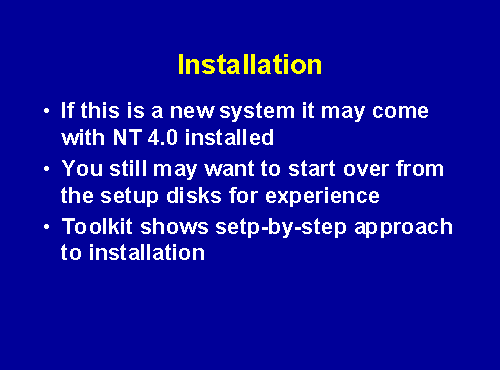 Installation
• If this is a new system it may come
with NT 4.0 installed
• You still may want to start over from
the setup disks for experience
• Toolkit shows setp-by-step approach
to installation